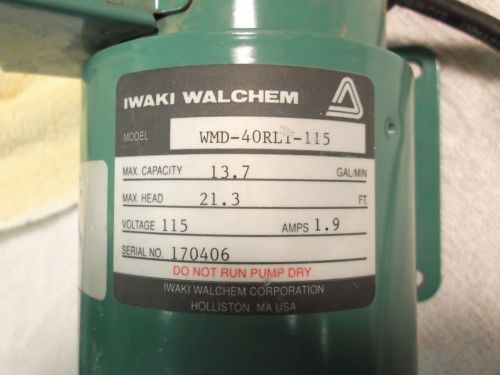 IWAKI WALCHEM
MODEL WMD-40RLT-115
MAX. CAPACITY 13.7 GAL/MIN
MAX. HEAD 21.3 FT.
VOLTAGE 115 AMPS 1.9
SERIAL NO. 170406
DO NOT RUN PUMP DRY
IWAKI WALCHEM CORPORATION
HOLLISTON, MA USA